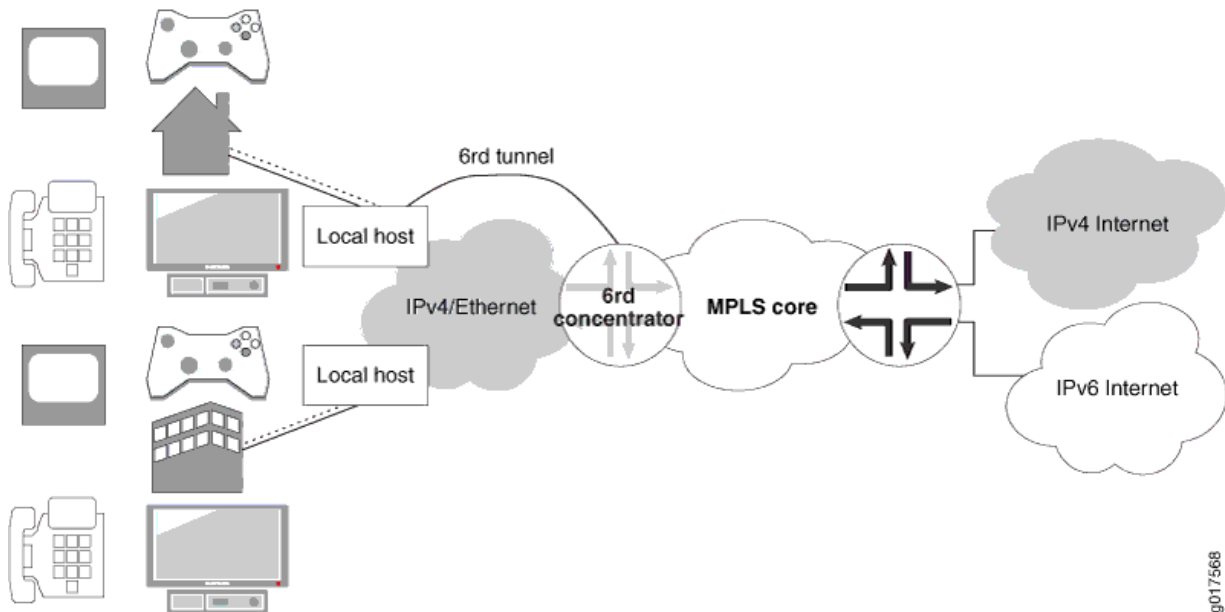 6rd tunnel
Local host
IPv4/Ethernet
6rd
concentrator
MPLS core
IPv4 Internet
Local host
IPv6 Internet
g017568